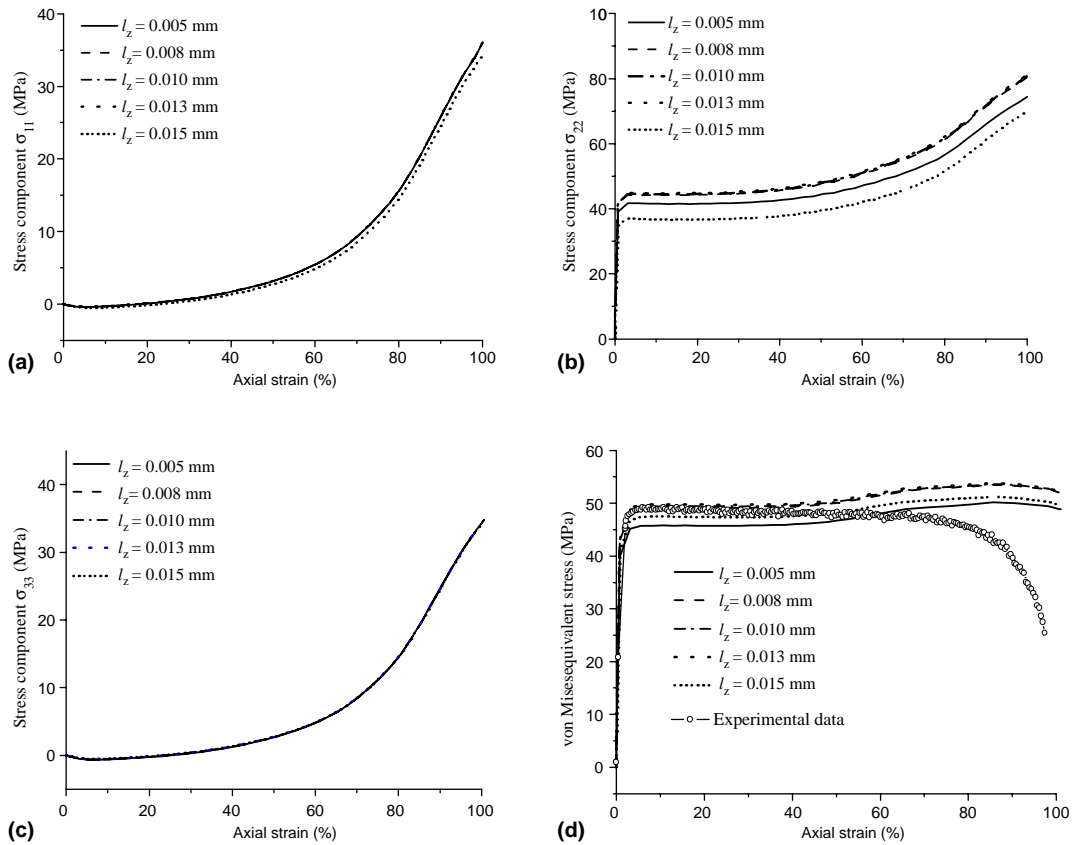 Stress component σ11 (MPa)
40
30
20
10
0
lz = 0.005 mm
lz = 0.008 mm
lz = 0.010 mm
lz = 0.013 mm
lz = 0.015 mm
0 20 40 60 80 100
Axial strain (%)
(a)
Stress component σ22 (MPa)
22
80
60
40
20
0
lz = 0.005 mm
lz = 0.008 mm
lz = 0.010 mm
lz = 0.013 mm
lz = 0.015 mm
0 20 40 60 80 100
Axial strain (%)
(b)
Stress component σ33 (MPa)
40
30
20
10
0
lz = 0.005 mm
lz = 0.008 mm
lz = 0.010 mm
lz = 0.013 mm
lz = 0.015 mm
0 20 40 60 80 100
Axial strain (%)
(c)
von Misesequivalent stress (MPa)
60
50
40
30
20
10
0
lz = 0.005 mm
lz = 0.008 mm
lz = 0.010 mm
lz = 0.013 mm
lz = 0.015 mm
Experimental data
0 20 40 60 80 100
Axial strain (%)
(d)